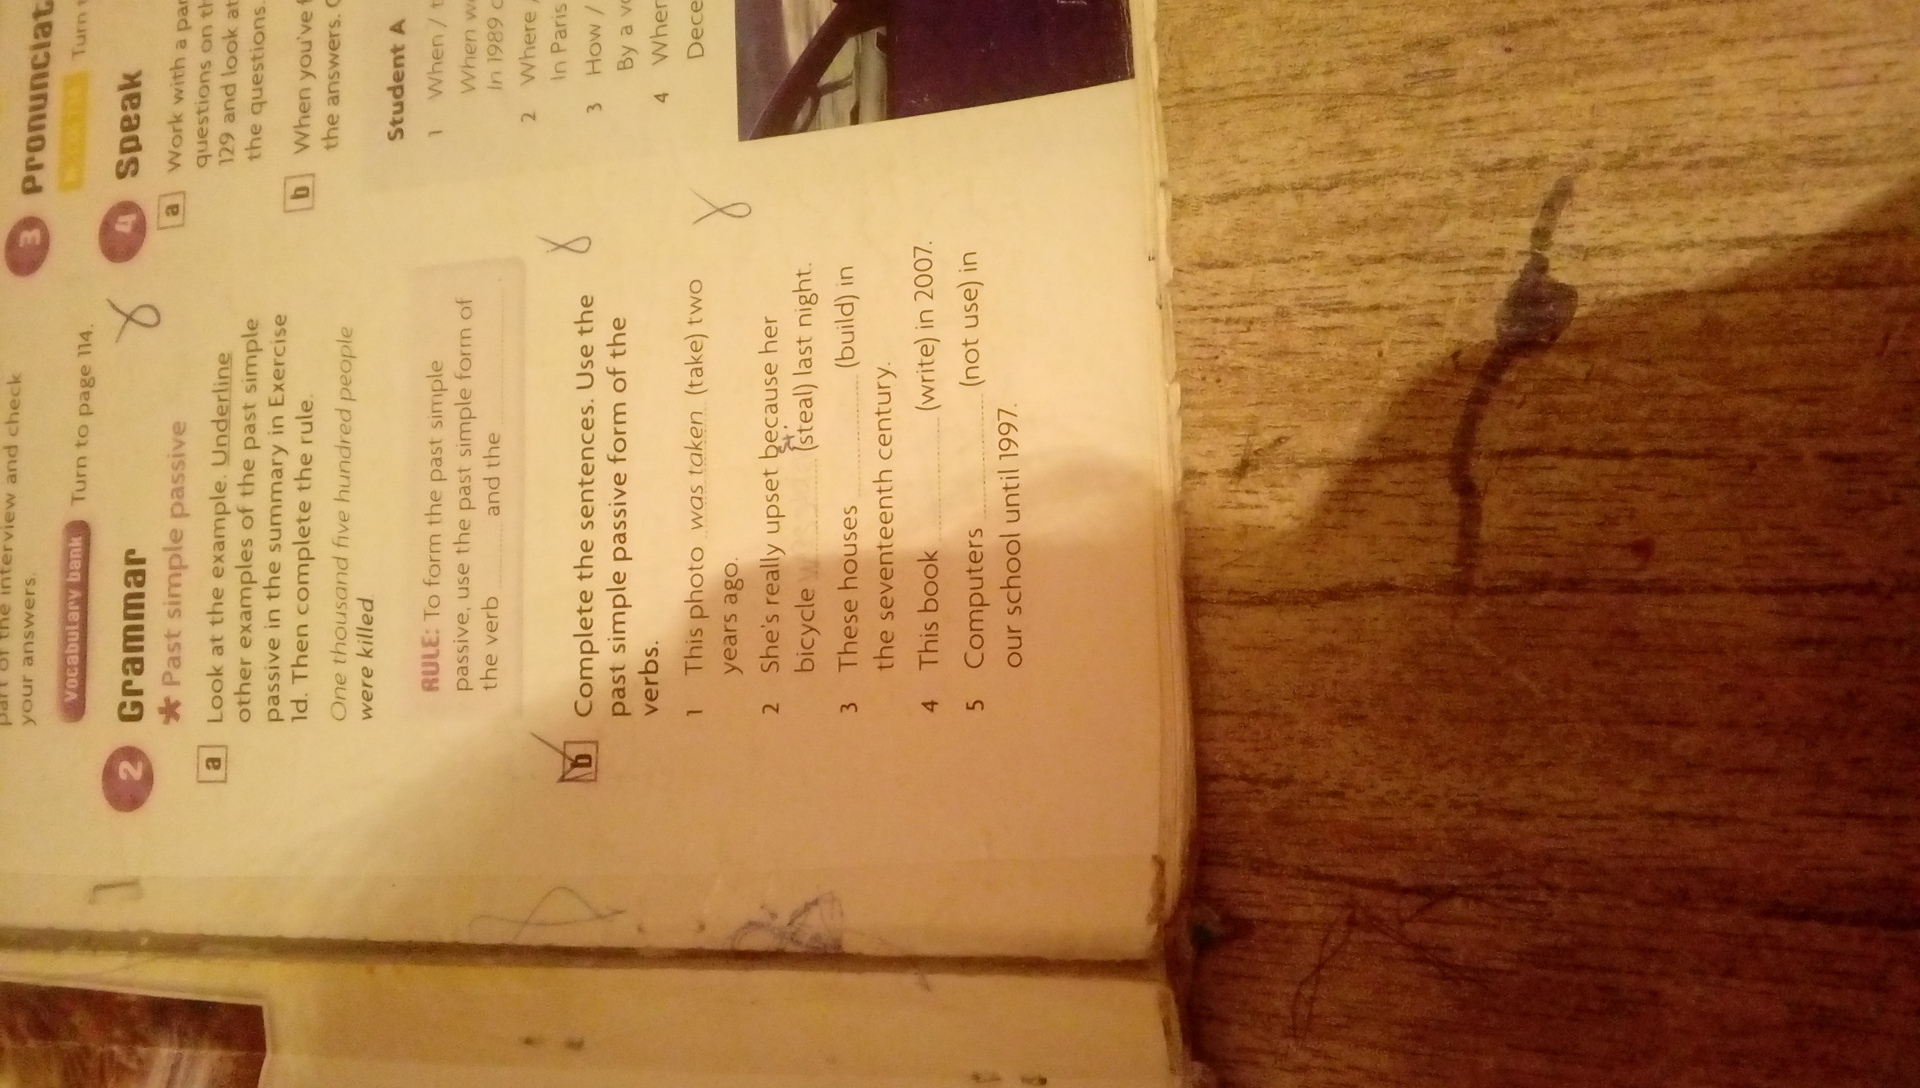 part of the interview and check
your answers.
Vocabulary bank Turn to page 114.
2 Grammar
* Past simple passive
a Look at the example. Underline
other examples of the past simple
passive in the summary in Exercise
1d. Then complete the rule.
One thousand five hundred people
were killed.
RULE: To form the past simple
passive, use the past simple form of
the verb ............ and the ............
b Complete the sentences. Use the
past simple passive form of the
verbs.
1 This photo was taken (take) two
years ago.
2 She's really upset because her
bicycle ............ (steal) last night.
3 These houses ............ (build) in
the seventeenth century.
4 This book ............ (write) in 2007.
5 Computers ............ (not use) in
our school until 1997.
3 Pronunciat
Turn
4 Speak
a Work with a par
questions on th
129 and look at
the questions.
b When you've f
the answers.
Student A
1 When / t
When w
In 1989
2 Where /
In Paris
3 How /
By a v
4 When
Dece